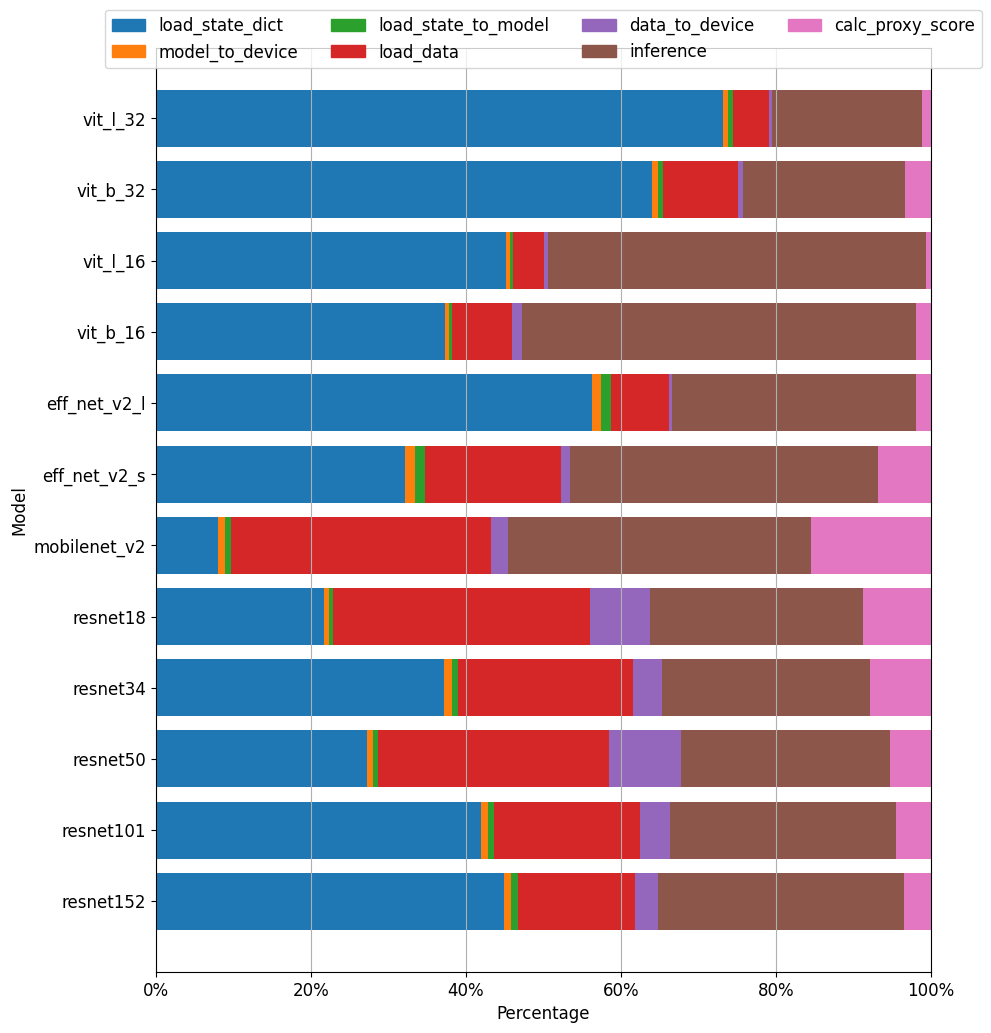 load_state_dict load_state_to_model data_to_device calc_proxy_score
model_to_device load_data inference
vit_l_32
vit_b_32
vit_l_16
vit_b_16
eff_net_v2_l
eff_net_v2_s
mobilenet_v2
resnet18
resnet34
resnet50
resnet101
resnet152
Model
0% 20% 40% 60% 80% 100%
Percentage